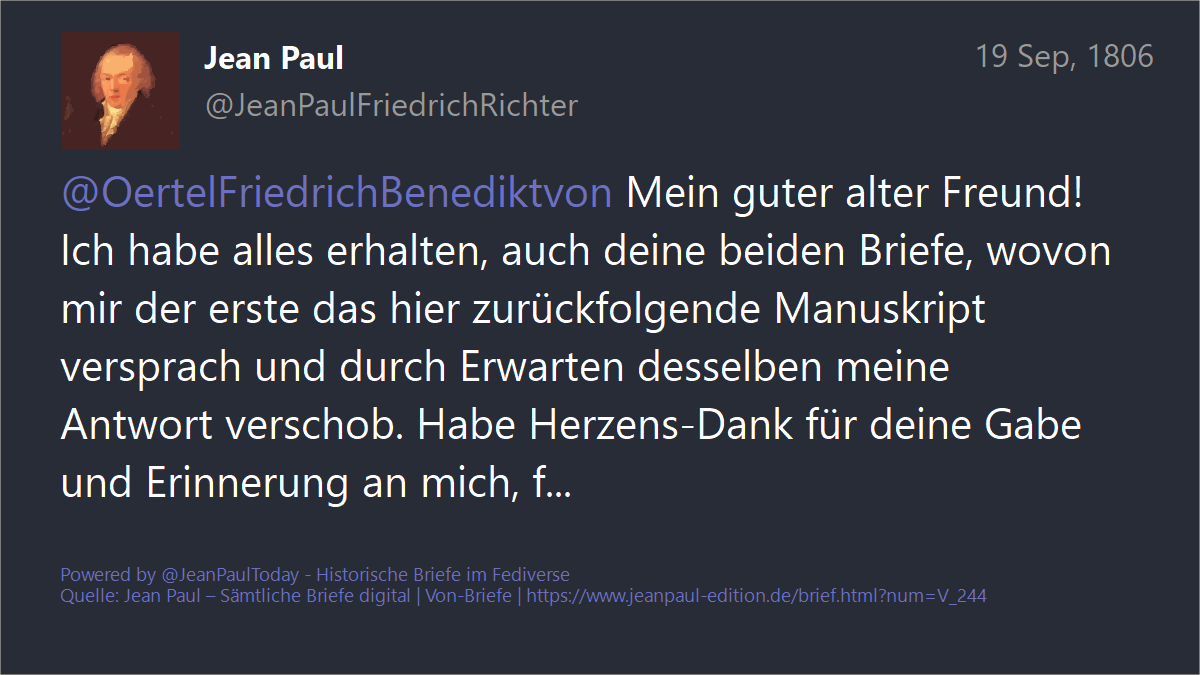 Jean Paul
19 Sep, 1806
@JeanPaulFriedrichRichter
@OertelFriedrichBenediktvon Mein guter alter Freund!
Ich habe alles erhalten, auch deine beiden Briefe, wovon
mir der erste das hier zurückfolgende Manuskript
versprach und durch Erwarten desselben meine
Antwort verschob. Habe Herzens-Dank für deine Gabe
und Erinnerung an mich, f...
Powered by @JeanPaulToday - Historische Briefe im Fediverse
Quelle: Jean Paul – Sämtliche Briefe digital | Von-Briefe | https://www.jeanpaul-edition.de/brief.html?num=V_244